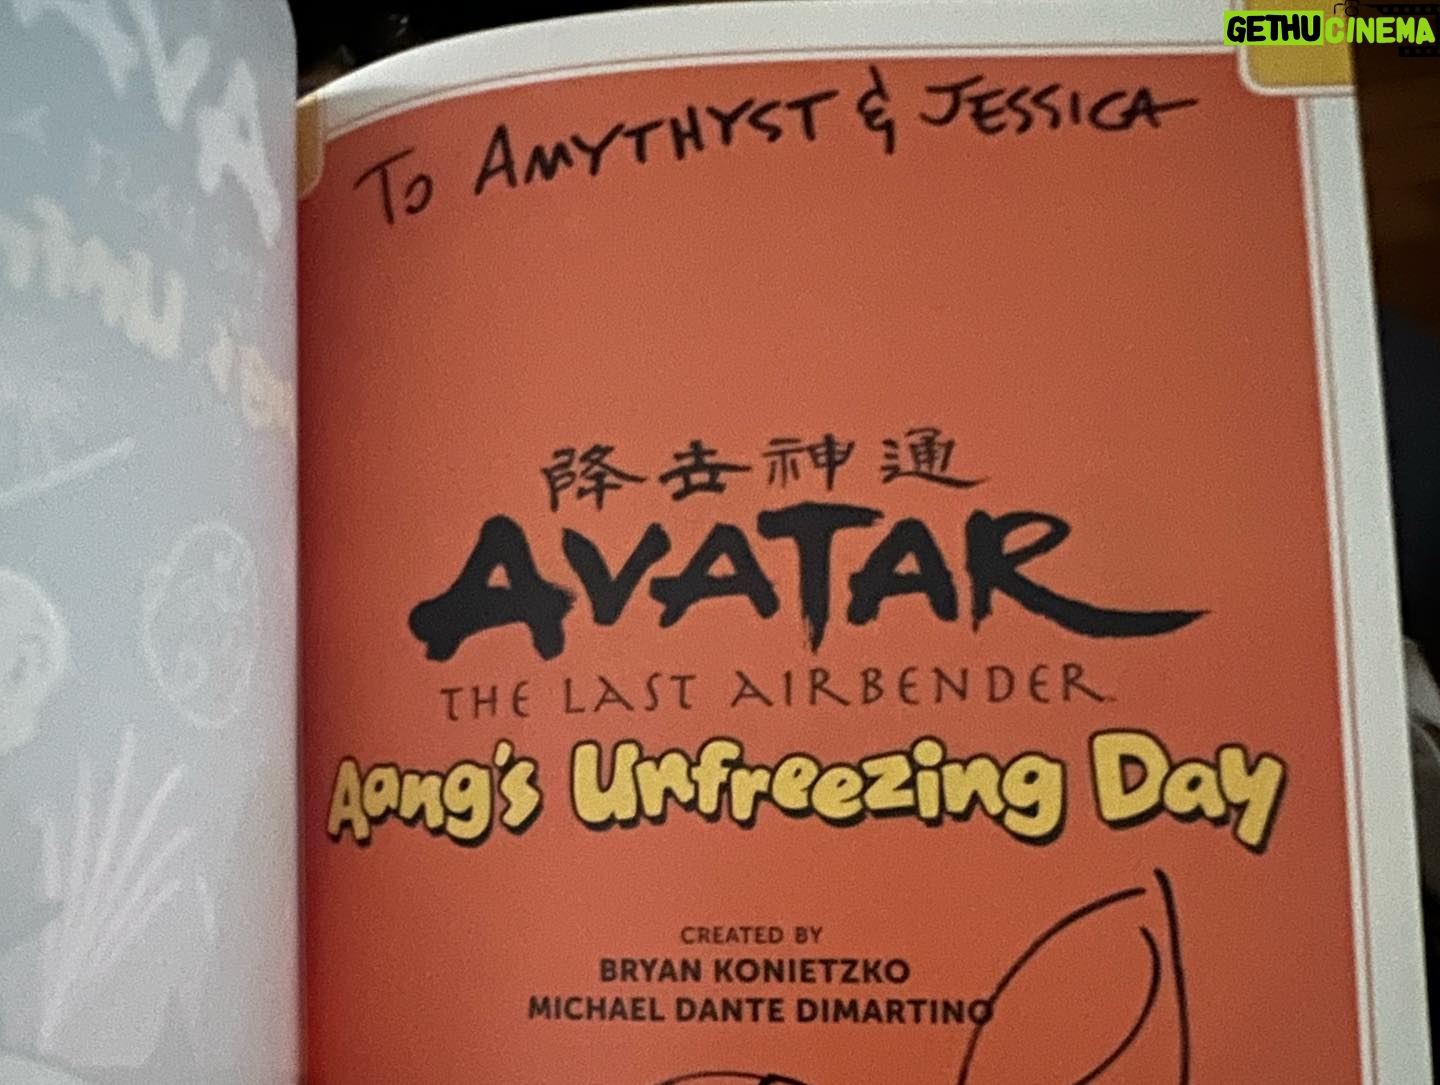 GETHU CINEMA
To AMYTHYST & JESSICA
降去神通
AVATAR
THE LAST AIRBENDER
Aang's Unfreezing Day
CREATED BY
BRYAN KONIETZKO
MICHAEL DANTE DIMARTINO